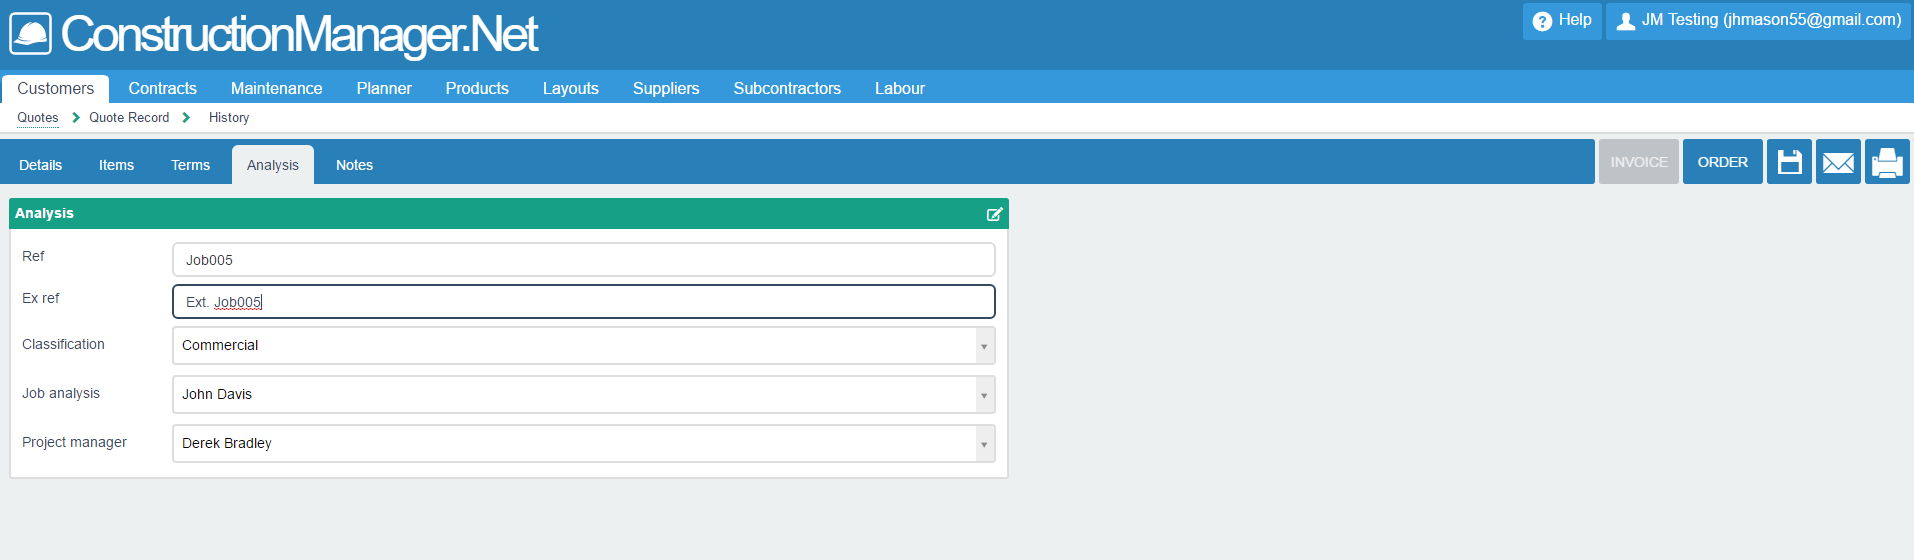 ConstructionManager.Net
? Help JM Testing (jhmason55@gmail.com)
Customers Contracts Maintenance Planner Products Layouts Suppliers Subcontractors Labour
Quotes Quote Record History
Details Items Terms Analysis Notes INVOICE ORDER
Analysis
Ref Job005
Ex ref Ext. Job005
Classification Commercial
Job analysis John Davis
Project manager Derek Bradley